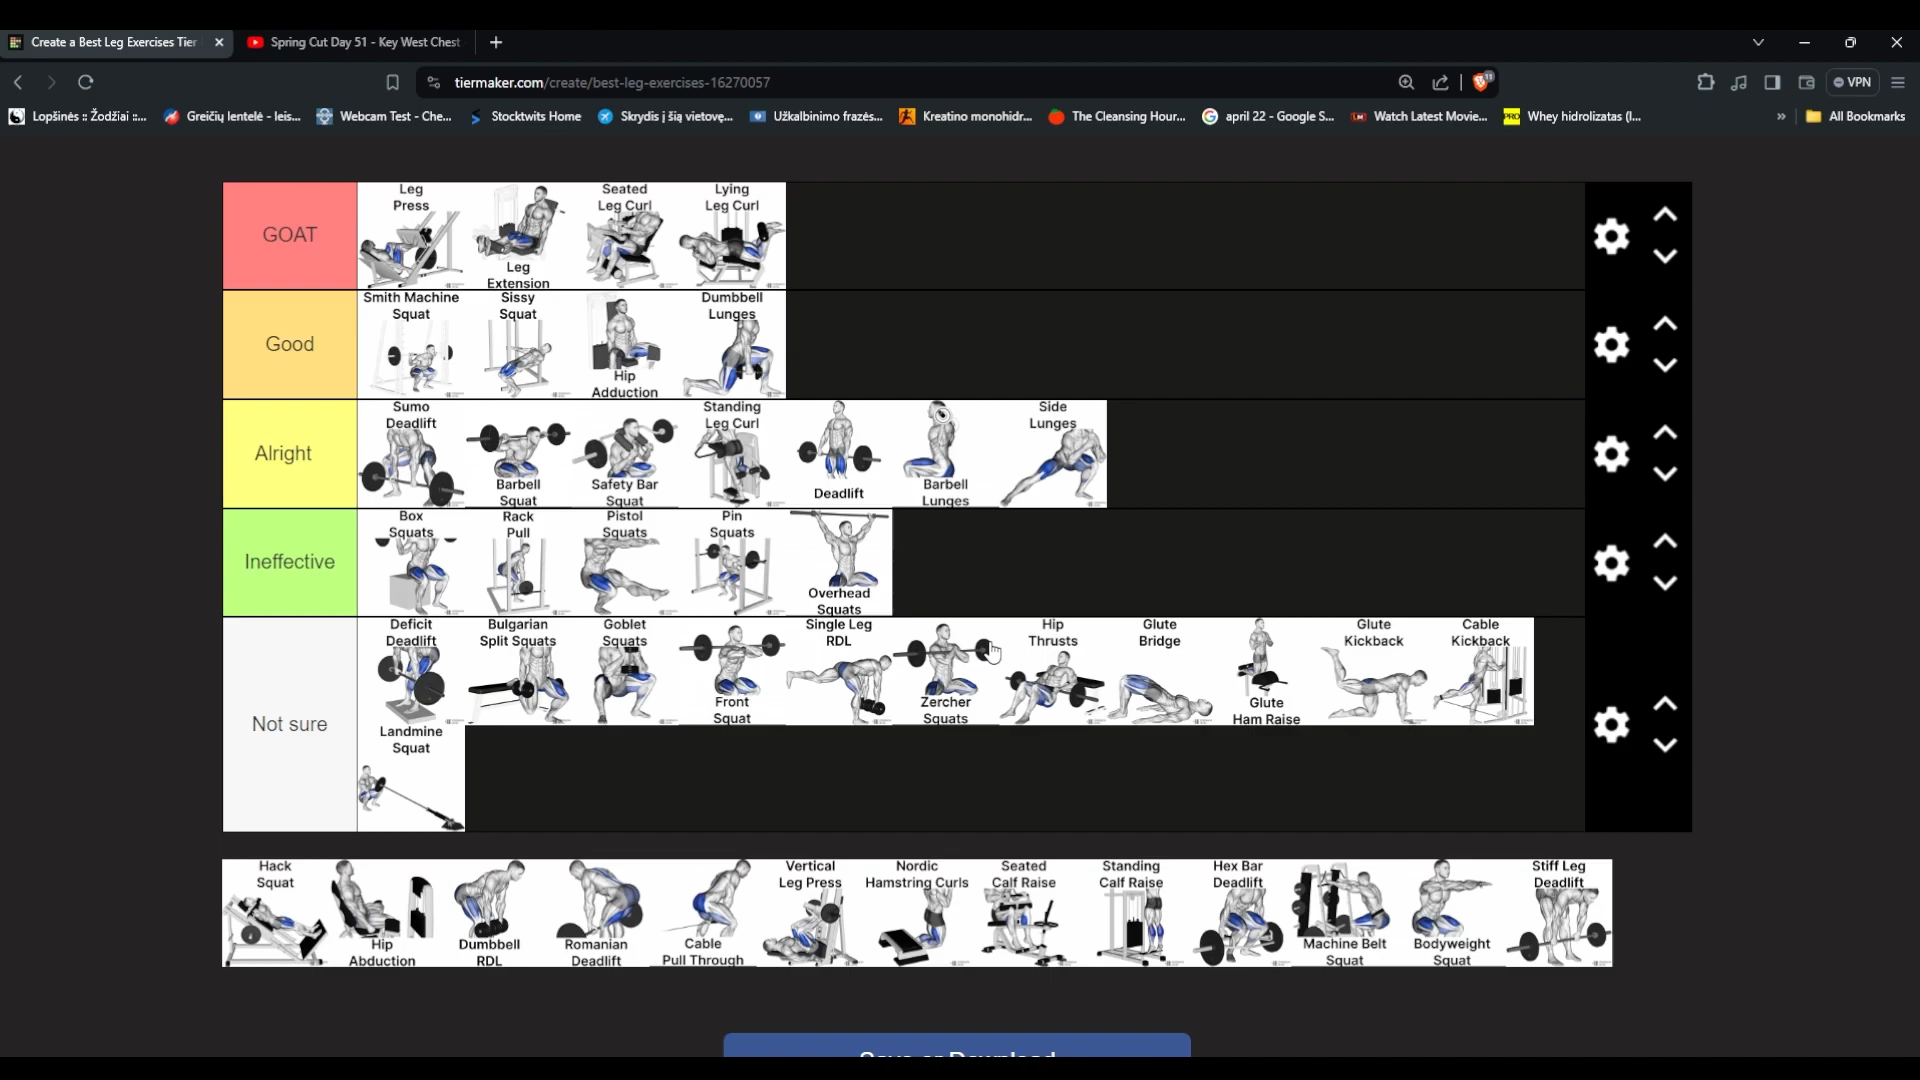 Create a Best Leg Exercises Tier
Spring Cut Day 51 - Key West Chest
tiermaker.com/create/best-leg-exercises-16270057
11
VPN
Lopšinės :: Žodžiai ::...
Greičių lentelė - leis...
Webcam Test - Che...
Stocktwits Home
Skrydis į šią vietovę...
Užkalbinimo frazės...
Kreatino monohidr...
The Cleansing Hour...
april 22 - Google S...
Watch Latest Movie...
Whey hidrolizatas (l...
All Bookmarks
GOAT
Leg
Press
Leg
Extension
Seated
Leg Curl
Lying
Leg Curl
Good
Smith Machine
Squat
Sissy
Squat
Hip
Adduction
Dumbbell
Lunges
Alright
Sumo
Deadlift
Barbell
Squat
Safety Bar
Squat
Standing
Leg Curl
Deadlift
Barbell
Lunges
Side
Lunges
Ineffective
Box
Squats
Rack
Pull
Pistol
Squats
Pin
Squats
Overhead
Squats
Not sure
Deficit
Deadlift
Bulgarian
Split Squats
Goblet
Squats
Front
Squat
Single Leg
RDL
Zercher
Squats
Hip
Thrusts
Glute
Bridge
Glute
Ham Raise
Glute
Kickback
Cable
Kickback
Landmine
Squat
Hack
Squat
Hip
Abduction
Dumbbell
RDL
Romanian
Deadlift
Cable
Pull Through
Vertical
Leg Press
Nordic
Hamstring Curls
Seated
Calf Raise
Standing
Calf Raise
Hex Bar
Deadlift
Machine Belt
Squat
Bodyweight
Squat
Stiff Leg
Deadlift
Save or Download